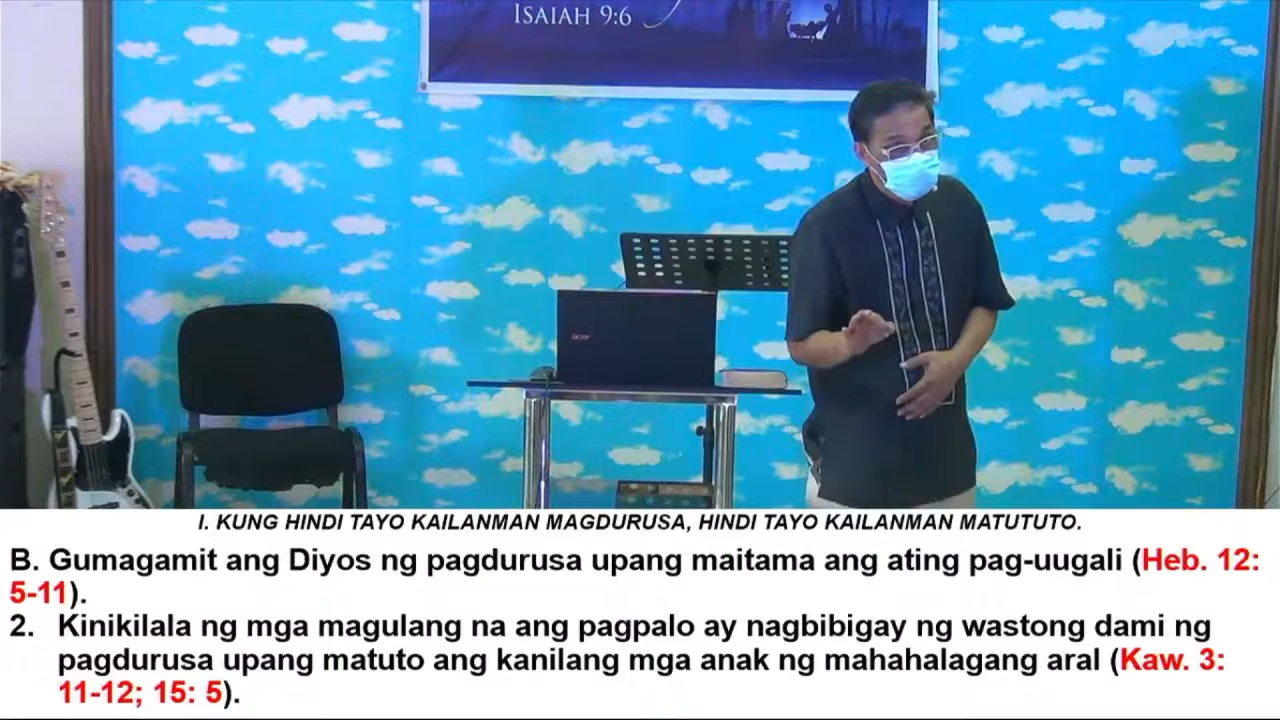 ISAIAH 9:6
acer
I. KUNG HINDI TAYO KAILANMAN MAGDURUSA, HINDI TAYO KAILANMAN MATUTUTO.
B. Gumagamit ang Diyos ng pagdurusa upang maitama ang ating pag-uugali (Heb. 12:
5-11).
2. Kinikilala ng mga magulang na ang pagpalo ay nagbibigay ng wastong dami ng
pagdurusa upang matuto ang kanilang mga anak ng mahahalagang aral (Kaw. 3:
11-12; 15: 5).